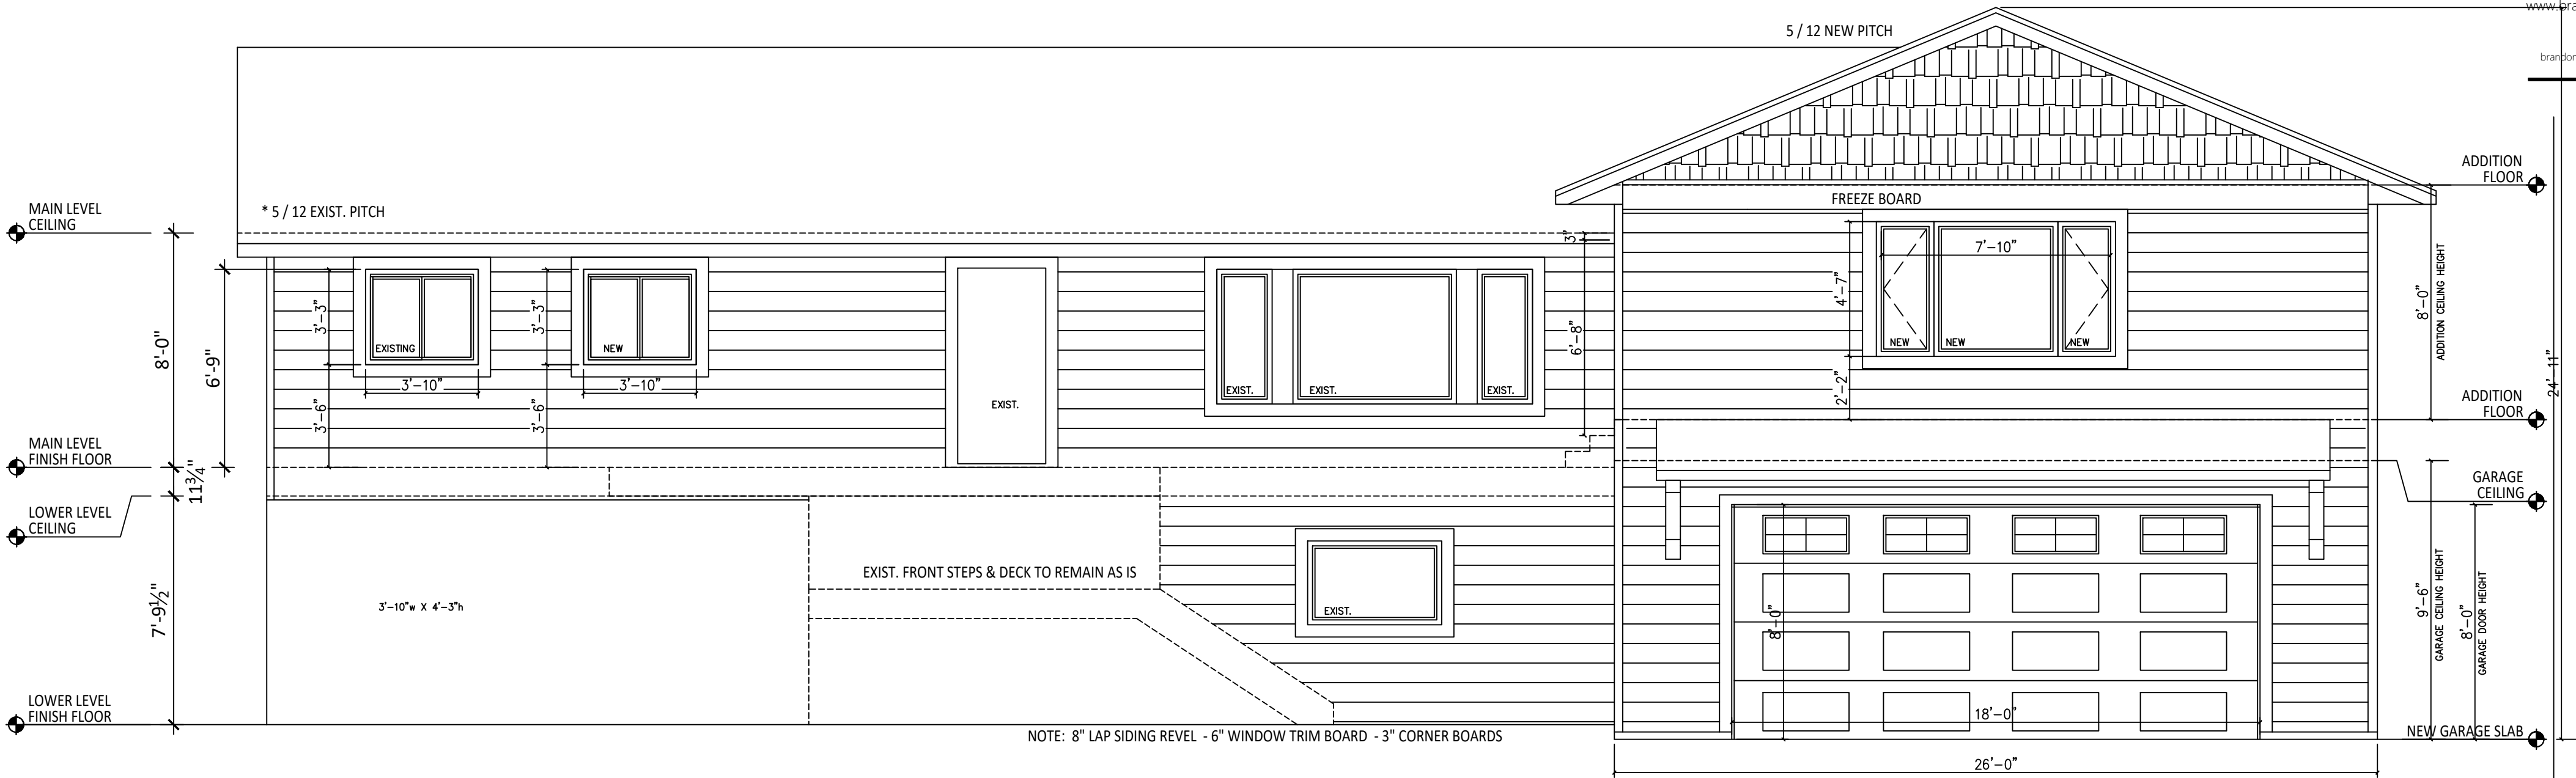 www.bra
brandon
5 / 12 NEW PITCH
* 5 / 12 EXIST. PITCH
MAIN LEVEL
CEILING
8'-0"
6'-9"
MAIN LEVEL
FINISH FLOOR
11¾"
LOWER LEVEL
CEILING
7'-9½"
LOWER LEVEL
FINISH FLOOR
3'-3"
EXISTING
3'-10"
3'-6"
3'-3"
NEW
3'-10"
3'-6"
EXIST.
EXIST.
EXIST.
EXIST.
3"
6'-8"
3'-10"w X 4'-3"h
EXIST. FRONT STEPS & DECK TO REMAIN AS IS
EXIST.
NOTE: 8" LAP SIDING REVEL - 6" WINDOW TRIM BOARD - 3" CORNER BOARDS
FREEZE BOARD
7'-10"
4'-7"
NEW
NEW
NEW
2'-2"
8'-0"
18'-0"
26'-0"
ADDITION
FLOOR
8'-0"
ADDITION CEILING HEIGHT
24'-11"
ADDITION
FLOOR
GARAGE
CEILING
9'-6"
GARAGE CEILING HEIGHT
8'-0"
GARAGE DOOR HEIGHT
NEW GARAGE SLAB